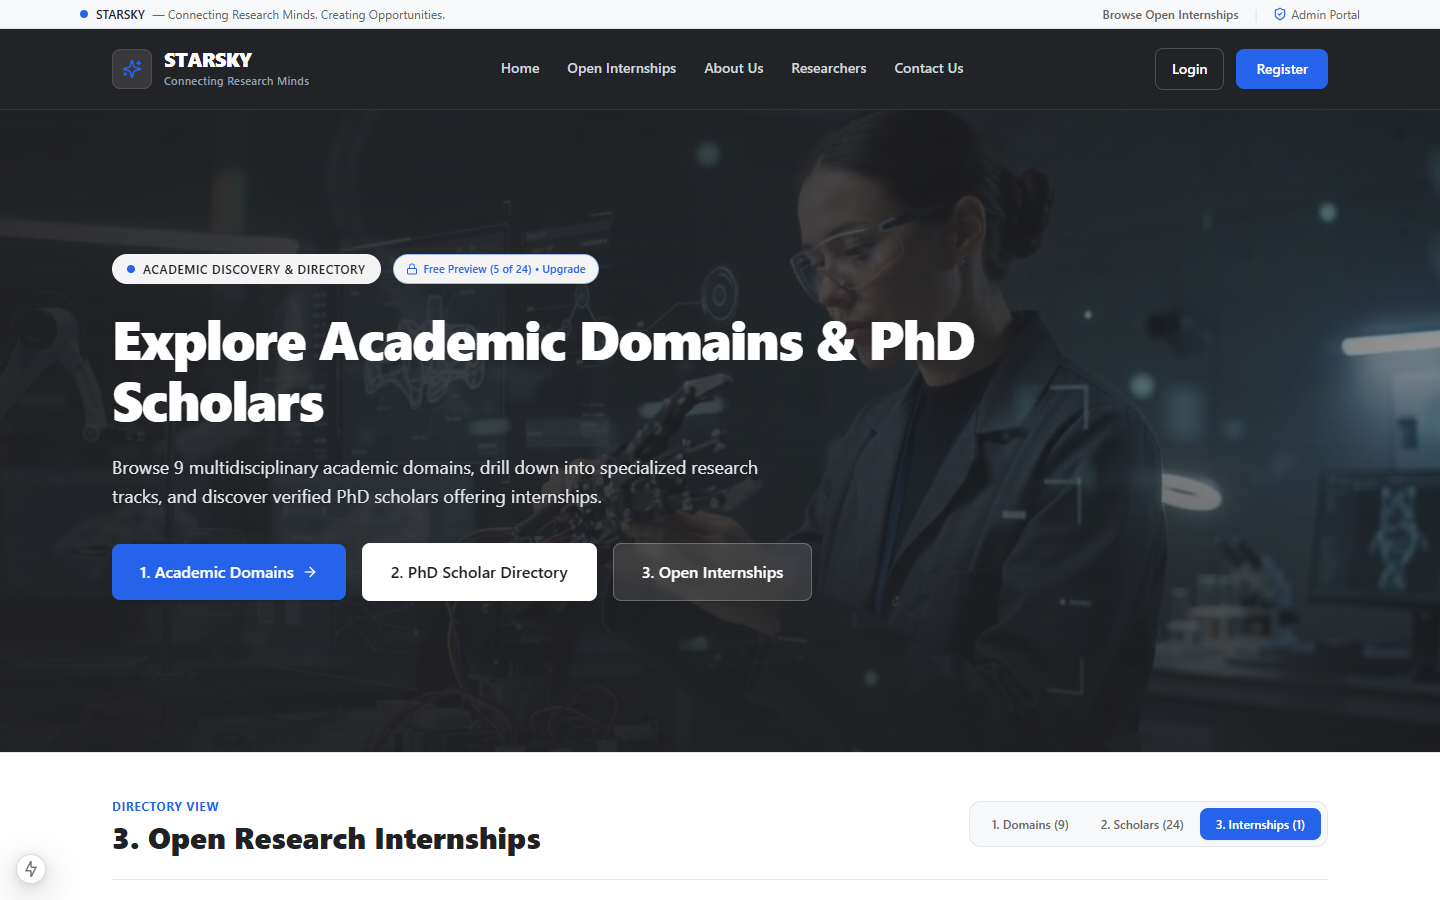 STARSKY — Connecting Research Minds. Creating Opportunities.
Browse Open Internships
Admin Portal
STARSKY
Connecting Research Minds
Home
Open Internships
About Us
Researchers
Contact Us
Login
Register
ACADEMIC DISCOVERY & DIRECTORY
Free Preview (5 of 24) • Upgrade
Explore Academic Domains & PhD
Scholars
Browse 9 multidisciplinary academic domains, drill down into specialized research
tracks, and discover verified PhD scholars offering internships.
1. Academic Domains →
2. PhD Scholar Directory
3. Open Internships
DIRECTORY VIEW
3. Open Research Internships
1. Domains (9)
2. Scholars (24)
3. Internships (1)